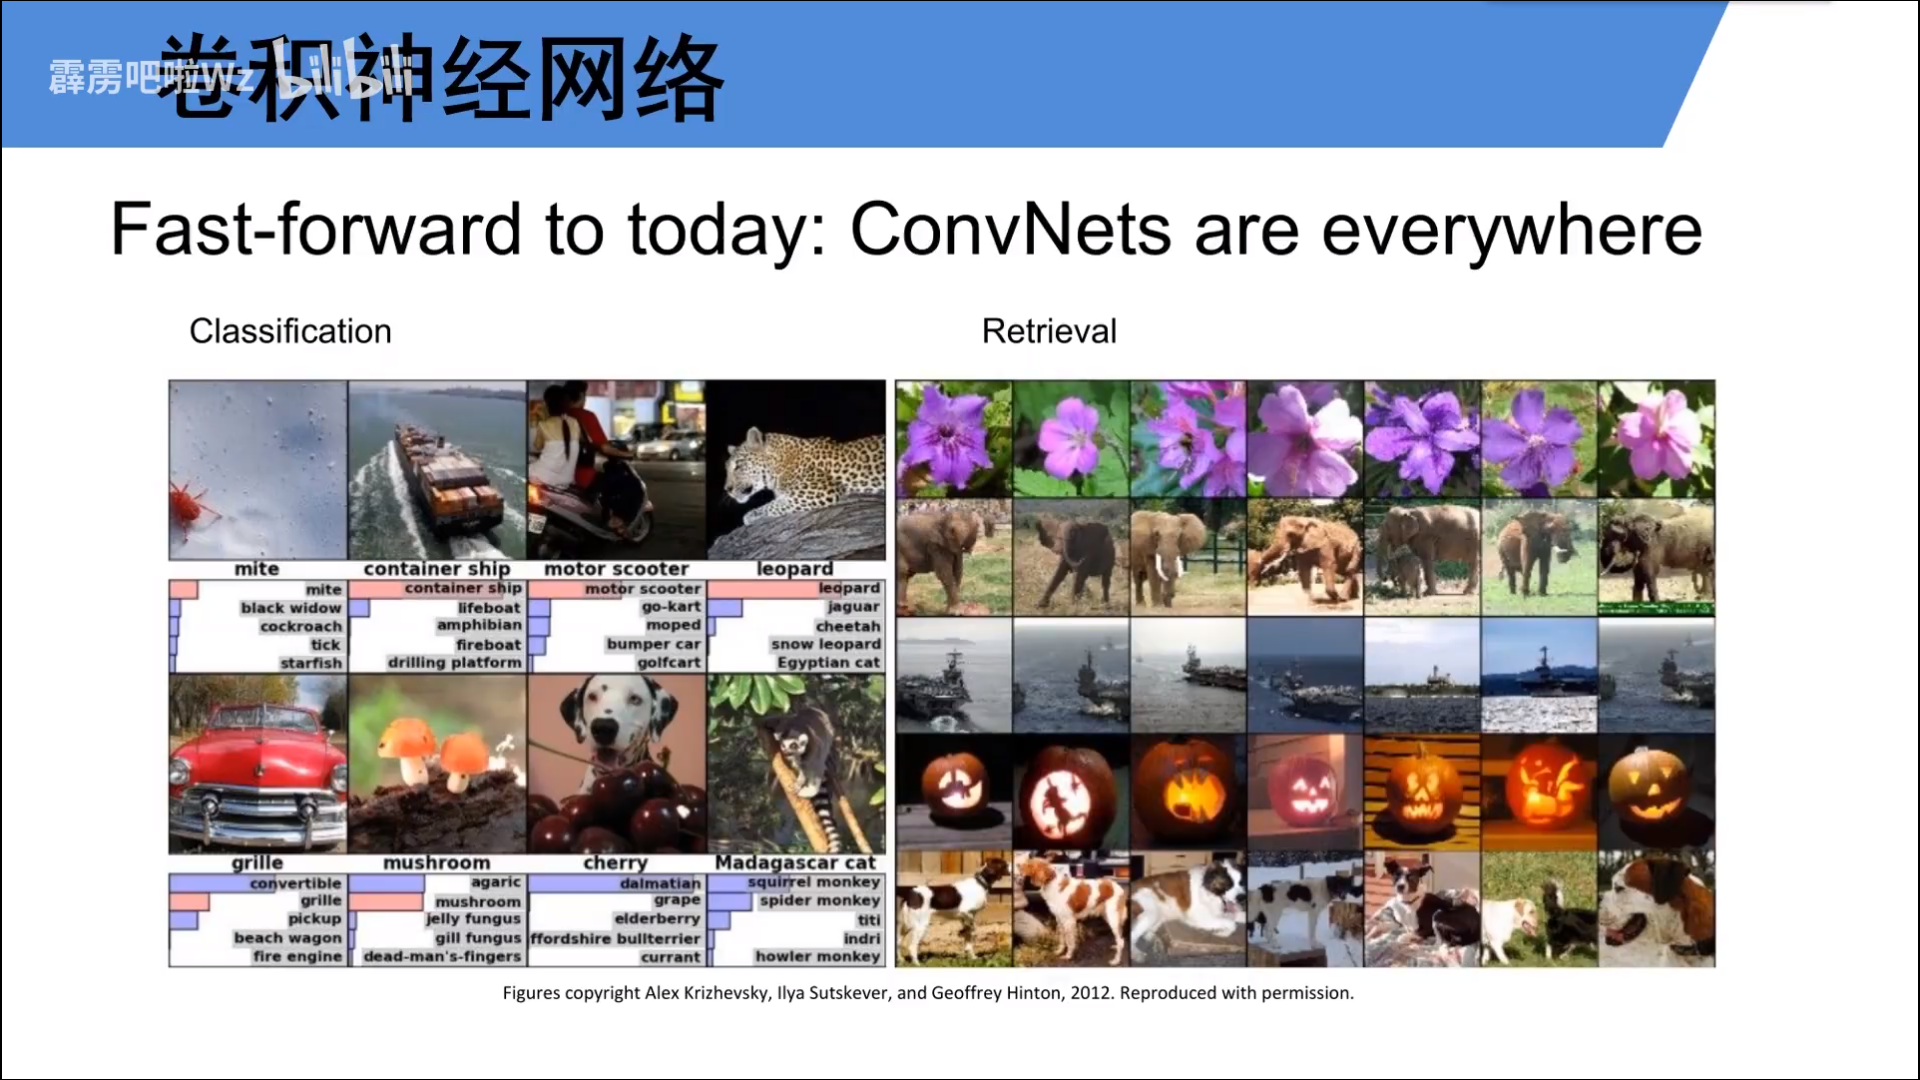 卷积神经网络
霹雳吧啦Wz bilibili
Fast-forward to today: ConvNets are everywhere
Classification
Retrieval
mite container ship motor scooter leopard
mite container ship motor scooter leopard
black widow lifeboat go-kart jaguar
cockroach amphibian moped cheetah
tick fireboat bumper car snow leopard
starfish drilling platform golfcart Egyptian cat
grille mushroom cherry Madagascar cat
convertible agaric dalmatian squirrel monkey
grille mushroom grape spider monkey
pickup jelly fungus elderberry titi
beach wagon gill fungus ffordshire bullterrier indri
fire engine dead-man's-fingers currant howler monkey
Figures copyright Alex Krizhevsky, Ilya Sutskever, and Geoffrey Hinton, 2012. Reproduced with permission.